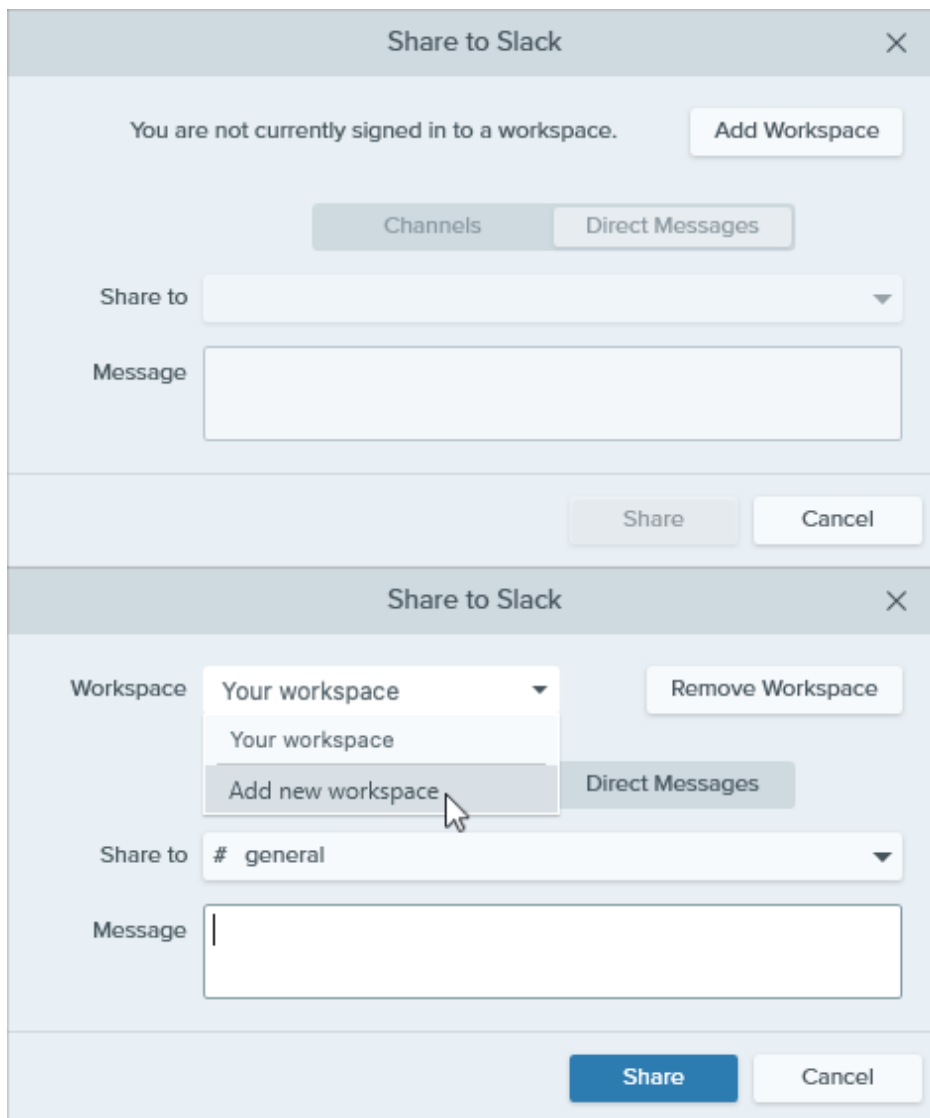 Share to Slack
You are not currently signed in to a workspace. Add Workspace
Channels Direct Messages
Share to
Message
Share Cancel
Share to Slack
Workspace Your workspace Remove Workspace
Your workspace
Add new workspace Direct Messages
Share to # general
Message
Share Cancel